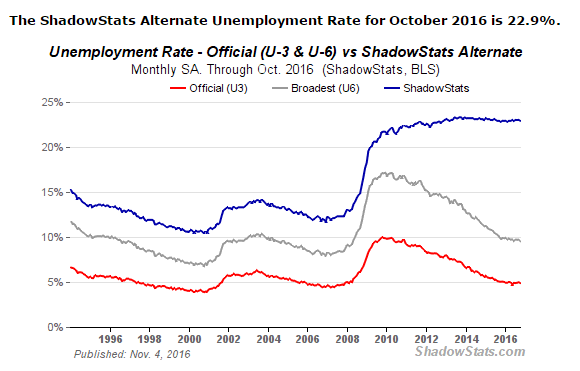 The ShadowStats Alternate Unemployment Rate for October 2016 is 22.9%.
Unemployment Rate - Official (U-3 & U-6) vs ShadowStats Alternate
Monthly SA. Through Oct. 2016 (ShadowStats, BLS)
Official (U3) Broadest (U6) ShadowStats
25%
20%
15%
10%
5%
0%
1996 1998 2000 2002 2004 2006 2008 2010 2012 2014 2016
Published: Nov. 4, 2016
ShadowStats.com